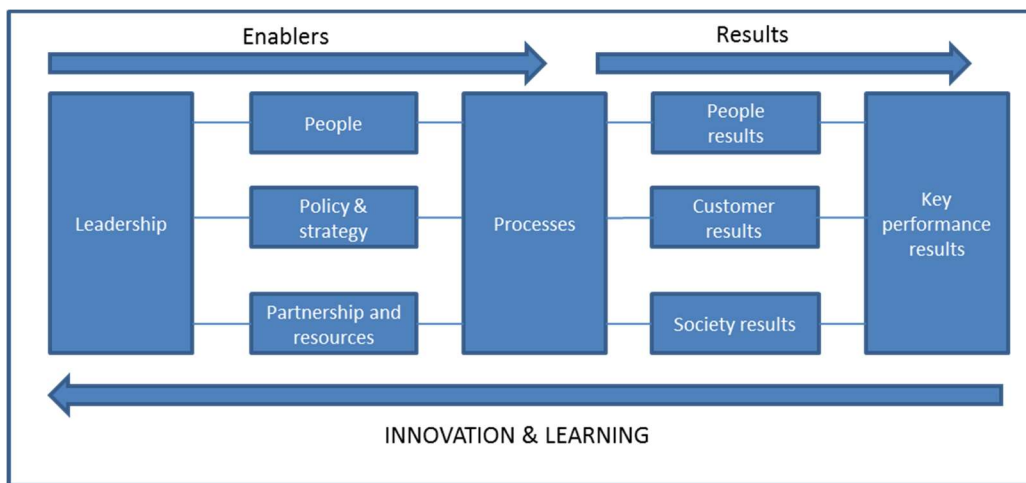 Enablers
Results
Leadership
People
Policy &
strategy
Partnership and
resources
Processes
People
results
Customer
results
Society results
Key
performance
results
INNOVATION & LEARNING